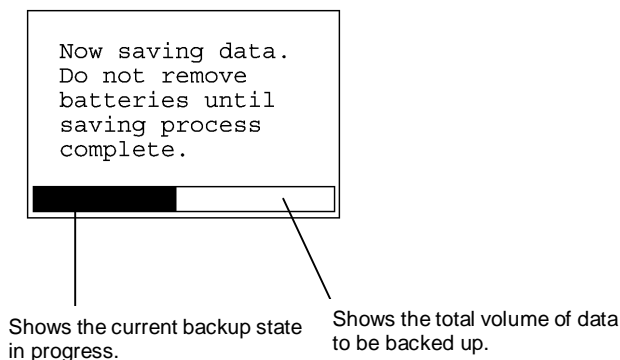 Now saving data.
Do not remove
batteries until
saving process
complete.
Shows the current backup state
in progress.
Shows the total volume of data
to be backed up.